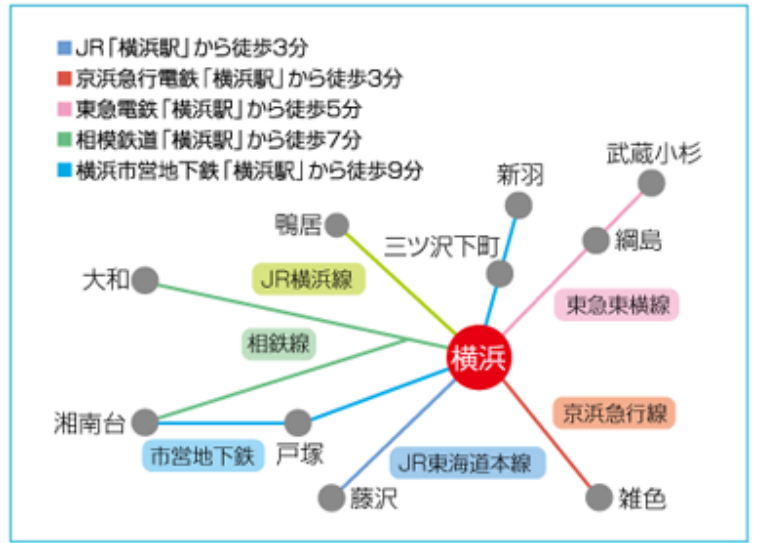 JR「横浜駅」から徒歩3分
京浜急行電鉄「横浜駅」から徒歩3分
東急電鉄「横浜駅」から徒歩5分
相模鉄道「横浜駅」から徒歩7分
横浜市営地下鉄「横浜駅」から徒歩9分
武蔵小杉
新羽
鴨居
三ツ沢下町
綱島
大和
JR横浜線
東急東横線
相鉄線
横浜
湘南台
京浜急行線
市営地下鉄
戸塚
JR東海道本線
藤沢
雑色